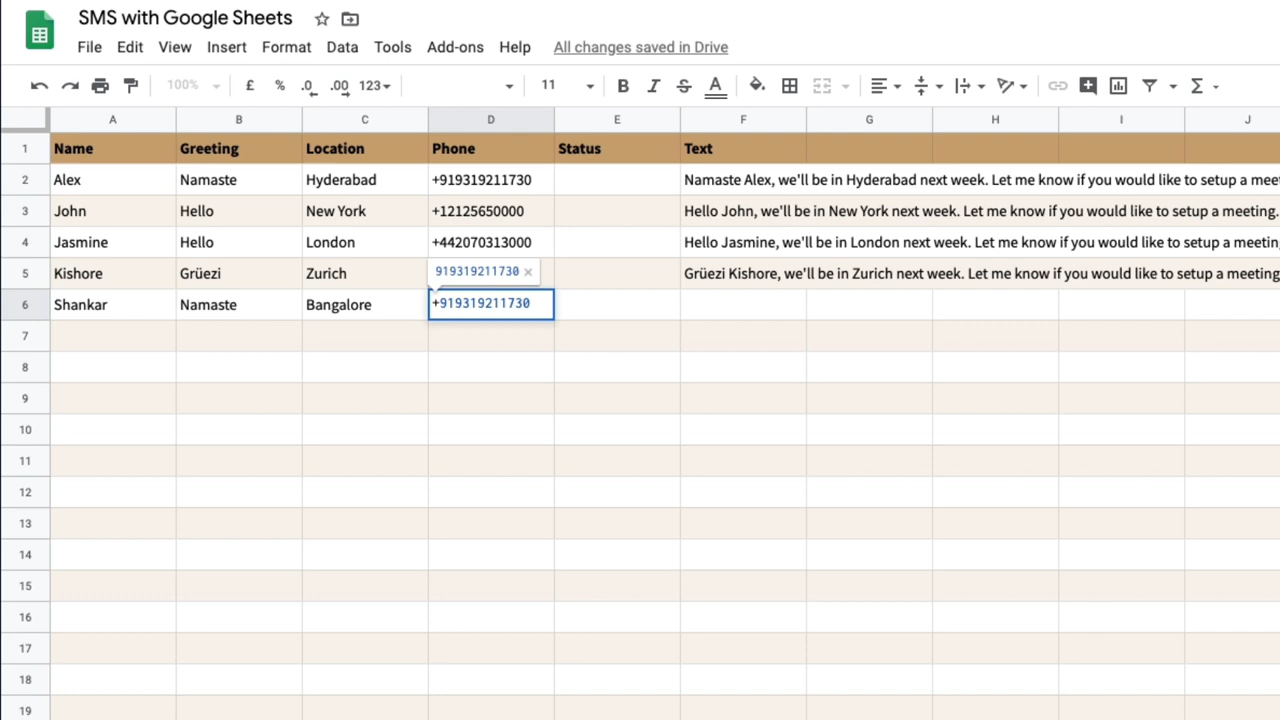 SMS with Google Sheets
File Edit View Insert Format Data Tools Add-ons Help All changes saved in Drive
100% £ % .0 .00 123 11 B I S A Σ
A B C D E F G H I J
1 Name Greeting Location Phone Status Text
2 Alex Namaste Hyderabad +919319211730 Namaste Alex, we'll be in Hyderabad next week. Let me know if you would like to setup a mee
3 John Hello New York +12125650000 Hello John, we'll be in New York next week. Let me know if you would like to setup a meeting.
4 Jasmine Hello London +442070313000 Hello Jasmine, we'll be in London next week. Let me know if you would like to setup a meetin
5 Kishore Grüezi Zurich 919319211730 × Grüezi Kishore, we'll be in Zurich next week. Let me know if you would like to setup a meeting
6 Shankar Namaste Bangalore +919319211730
7
8
9
10
11
12
13
14
15
16
17
18
19